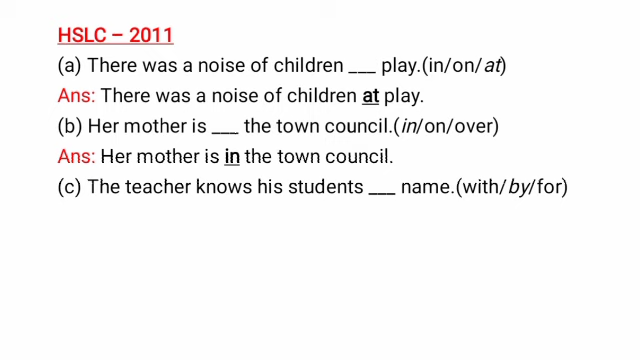 HSLC – 2011
(a) There was a noise of children ___ play.(in/on/at)
Ans: There was a noise of children at play.
(b) Her mother is ___ the town council.(in/on/over)
Ans: Her mother is in the town council.
(c) The teacher knows his students ___ name.(with/by/for)